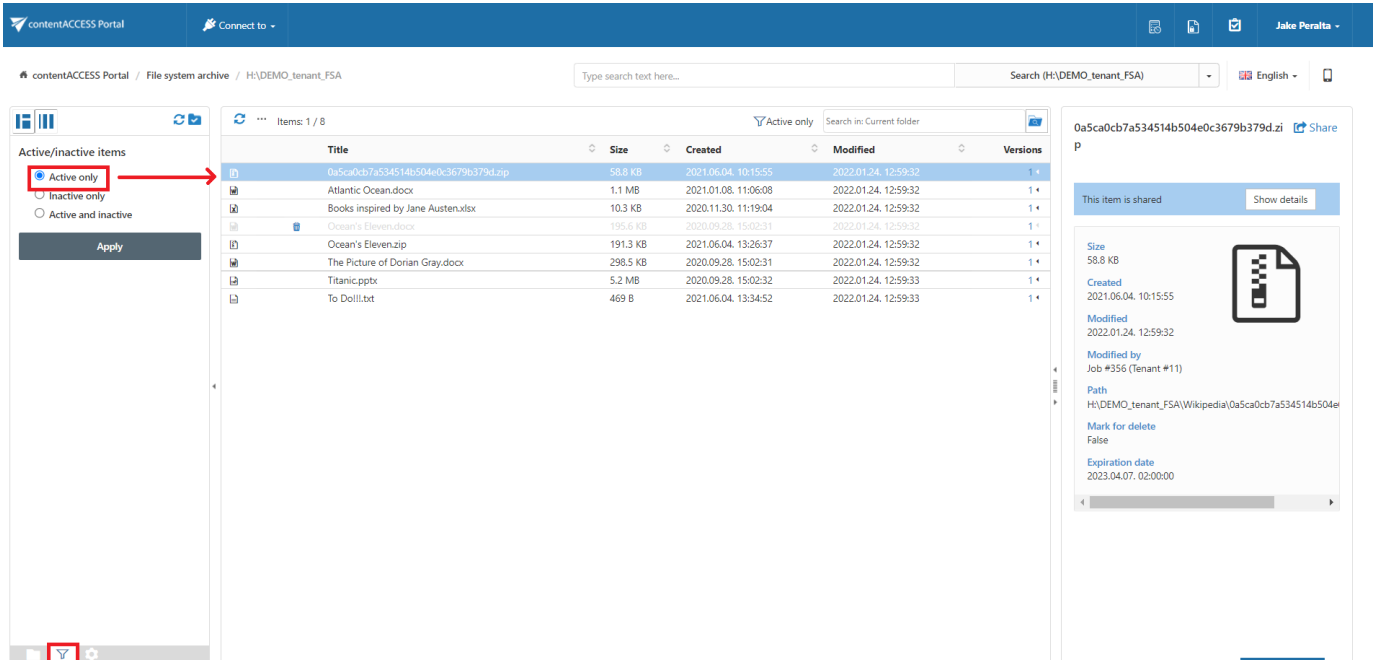 contentACCESS Portal
Connect to
Jake Peralta
contentACCESS Portal / File system archive / H:\DEMO_tenant_FSA
Type search text here...
Search (H:\DEMO_tenant_FSA)
English
Active/inactive items
Active only
Inactive only
Active and inactive
Apply
Items: 1 / 8
Active only
Search in: Current folder
Title Size Created Modified Versions
0a5ca0cb7a534514b504e0c3679b379d.zip 58.8 KB 2021.06.04. 10:15:55 2022.01.24. 12:59:32 1
Atlantic Ocean.docx 1.1 MB 2021.01.08. 11:06:08 2022.01.24. 12:59:32 1
Books inspired by Jane Austen.xlsx 10.3 KB 2020.11.30. 11:19:04 2022.01.24. 12:59:32 1
Ocean's Eleven.docx 195.6 KB 2020.09.28. 15:02:31 2022.01.24. 12:59:32 1
Ocean's Eleven.zip 191.3 KB 2021.06.04. 13:26:37 2022.01.24. 12:59:32 1
The Picture of Dorian Gray.docx 298.5 KB 2020.09.28. 15:02:31 2022.01.24. 12:59:32 1
Titanic.pptx 5.2 MB 2020.09.28. 15:02:32 2022.01.24. 12:59:33 1
To Do!!!.txt 469 B 2021.06.04. 13:34:52 2022.01.24. 12:59:33 1
0a5ca0cb7a534514b504e0c3679b379d.zi
p
Share
This item is shared
Show details
Size
58.8 KB
Created
2021.06.04. 10:15:55
Modified
2022.01.24. 12:59:32
Modified by
Job #356 (Tenant #11)
Path
H:\DEMO_tenant_FSA\Wikipedia\0a5ca0cb7a534514b504e
Mark for delete
False
Expiration date
2023.04.07. 02:00:00